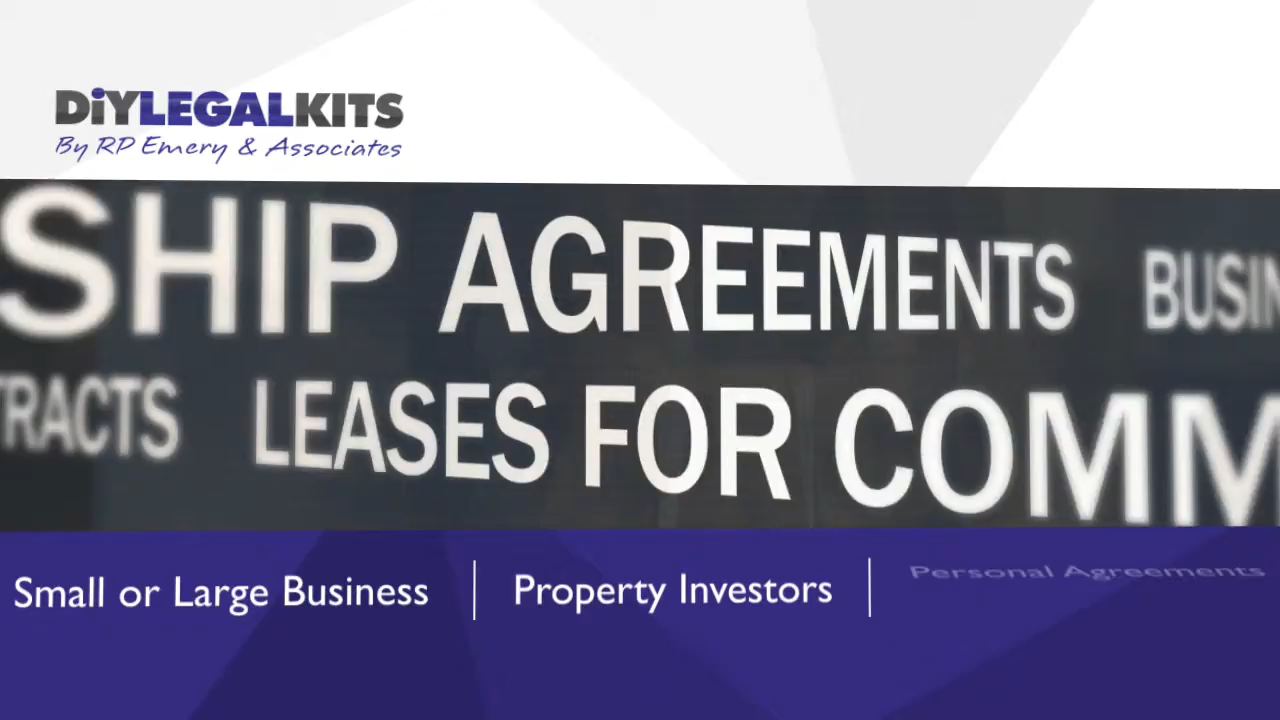 DiYLEGALKITS
By RP Emery & Associates
SHIP AGREEMENTS BUSIN
TRACTS LEASES FOR COMM
Small or Large Business | Property Investors | Personal Agreements